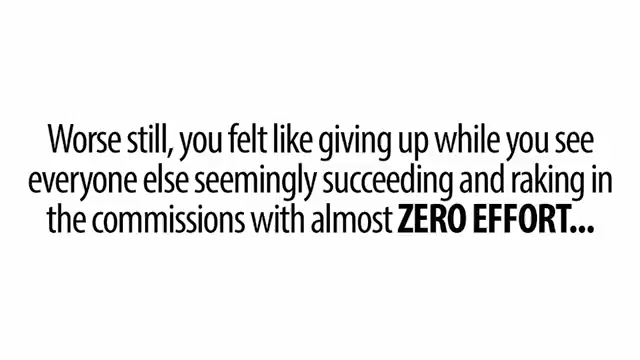 Worse still, you felt like giving up while you see
everyone else seemingly succeeding and raking in
the commissions with almost ZERO EFFORT...